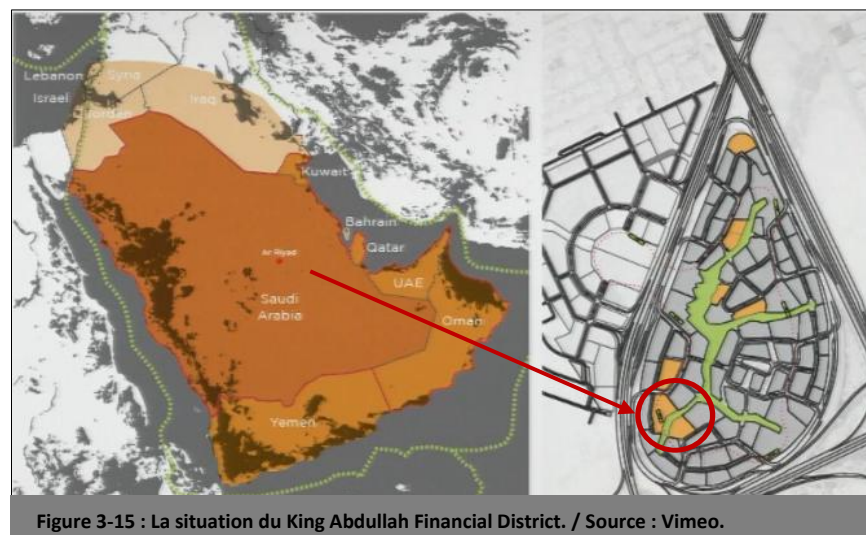 Lebanon
Syria
Israel
Iraq
Jordan
Kuwait
Bahrain
Qatar
Ar Riyad
UAE
Saudi
Arabia
Oman
Yemen
Figure 3-15 : La situation du King Abdullah Financial District. / Source : Vimeo.